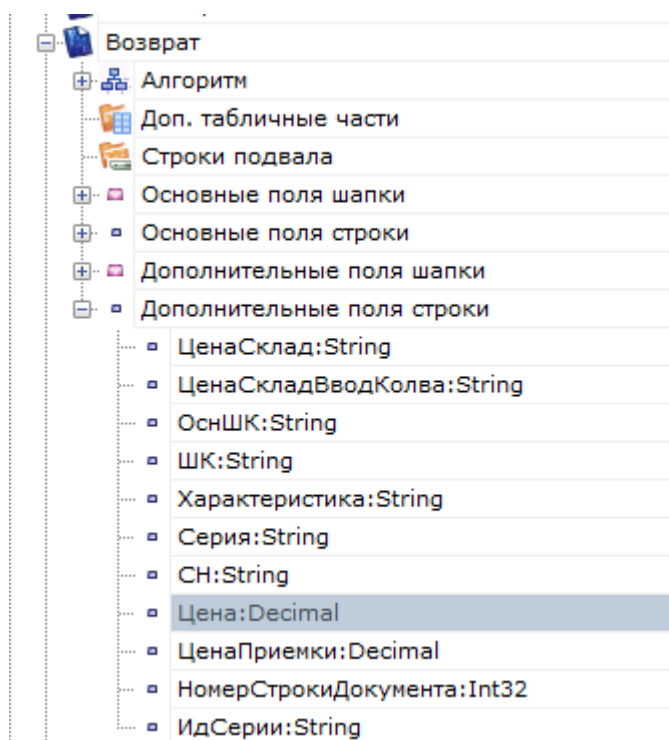 Возврат
Алгоритм
Доп. табличные части
Строки подвала
Основные поля шапки
Основные поля строки
Дополнительные поля шапки
Дополнительные поля строки
ЦенаСклад:String
ЦенаСкладВводКолва:String
ОснШК:String
ШК:String
Характеристика:String
Серия:String
СН:String
Цена:Decimal
ЦенаПриемки:Decimal
НомерСтрокиДокумента:Int32
ИдСерии:String